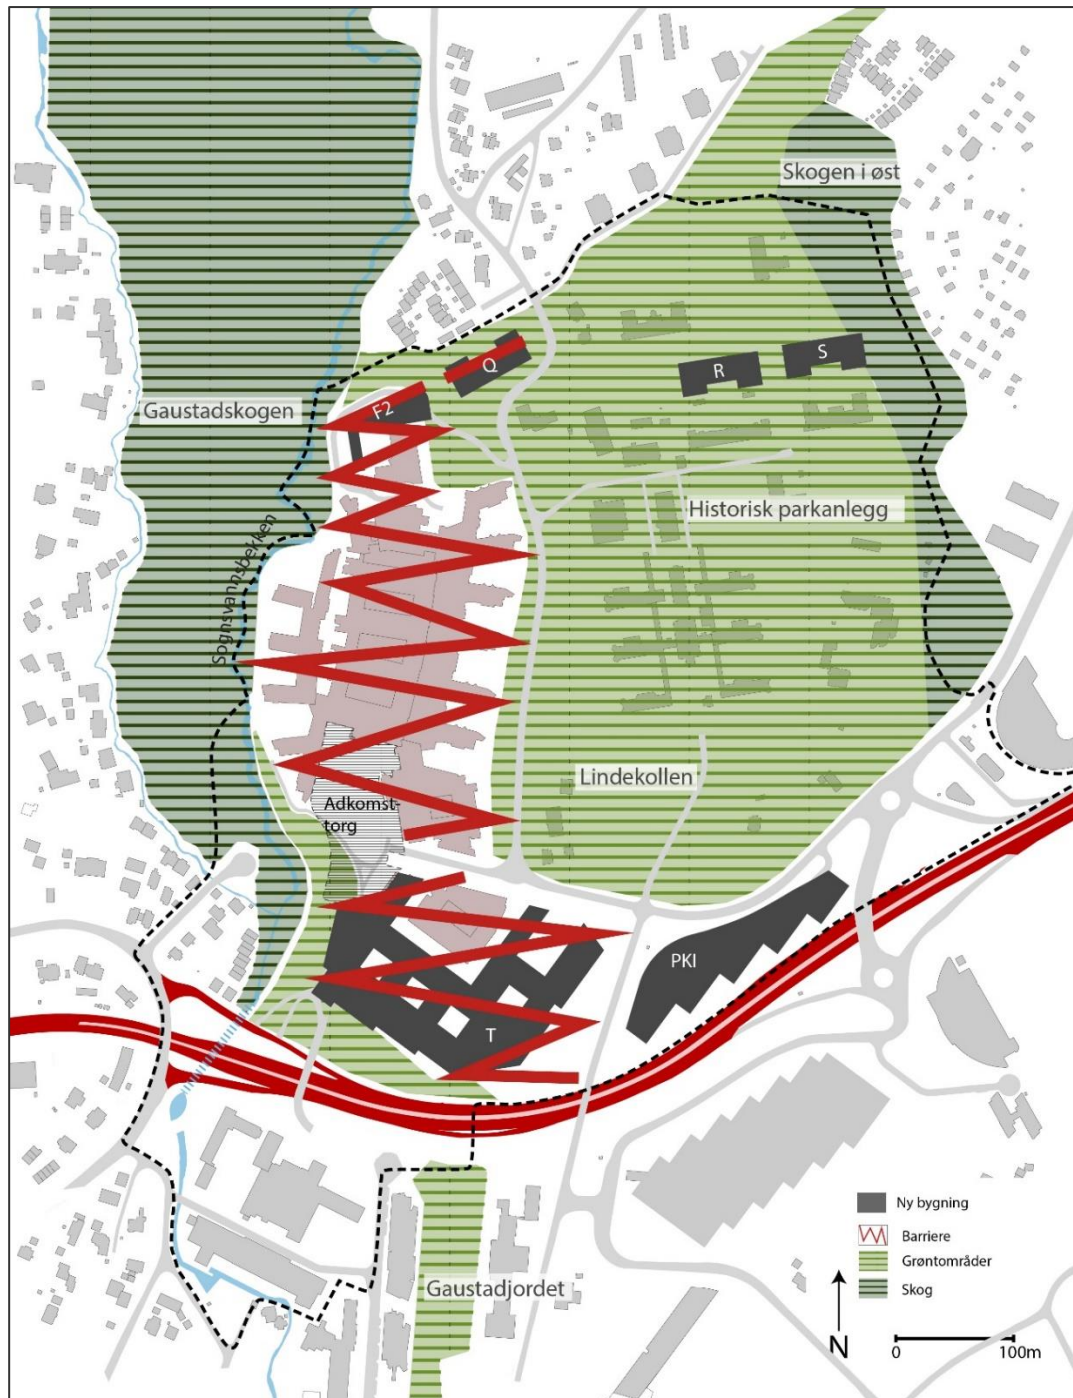 Skogen i øst
Q
R
S
Gaustadskogen
F2
Historisk parkanlegg
Sognsvannsbekken
Lindekollen
Adkomst-
torg
PKI
T
Ny bygning
Barriere
Grøntområder
Skog
Gaustadjordet
N
0 100m